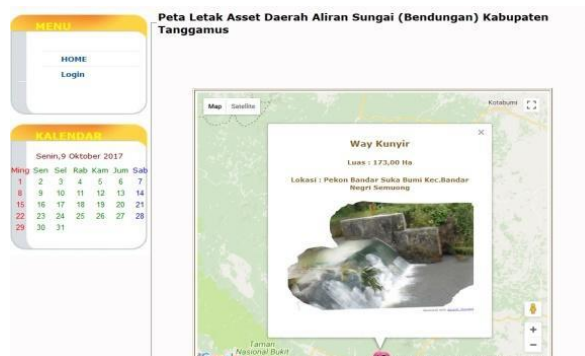 MENU
HOME
Login
KALENDAR
Senin,9 Oktober 2017
Ming Sen Sel Rab Kam Jum Sab
1 2 3 4 5 6 7
8 9 10 11 12 13 14
15 16 17 18 19 20 21
22 23 24 25 26 27 28
29 30 31
Peta Letak Asset Daerah Aliran Sungai (Bendungan) Kabupaten
Tanggamus
Map Satellite
Kotabumi
Way Kunyir
Luas : 173,00 Ha
Lokasi : Pekon Bandar Suka Bumi Kec.Bandar
Negri Semuong
Taman
Nasional Bukit